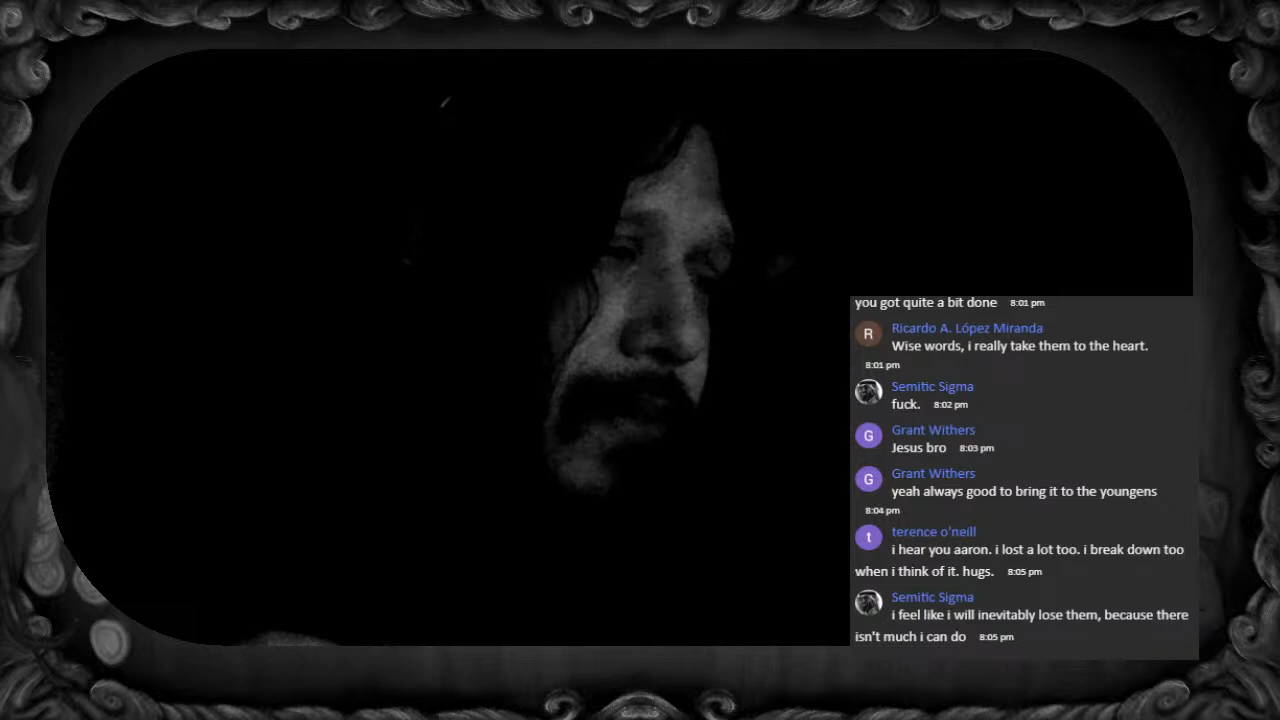 you got quite a bit done 8:01 pm
R Ricardo A. López Miranda
Wise words, i really take them to the heart.
8:01 pm
Semitic Sigma
fuck. 8:02 pm
G Grant Withers
Jesus bro 8:03 pm
G Grant Withers
yeah always good to bring it to the youngens
8:04 pm
t terence o'neill
i hear you aaron. i lost a lot too. i break down too
when i think of it. hugs. 8:05 pm
Semitic Sigma
i feel like i will inevitably lose them, because there
isn't much i can do 8:05 pm